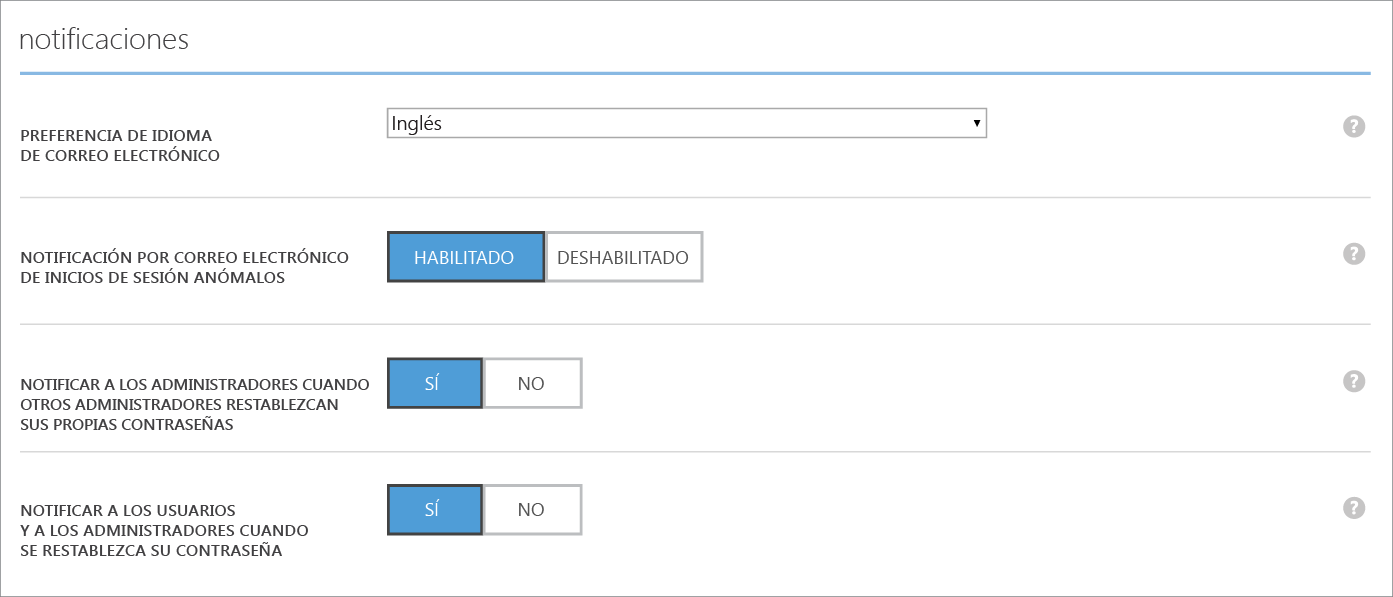 notificaciones
PREFERENCIA DE IDIOMA
DE CORREO ELECTRÓNICO
Inglés
NOTIFICACIÓN POR CORREO ELECTRÓNICO
DE INICIOS DE SESIÓN ANÓMALOS
HABILITADO DESHABILITADO
NOTIFICAR A LOS ADMINISTRADORES CUANDO
OTROS ADMINISTRADORES RESTABLEZCAN
SUS PROPIAS CONTRASEÑAS
SÍ NO
NOTIFICAR A LOS USUARIOS
Y A LOS ADMINISTRADORES CUANDO
SE RESTABLEZCA SU CONTRASEÑA
SÍ NO